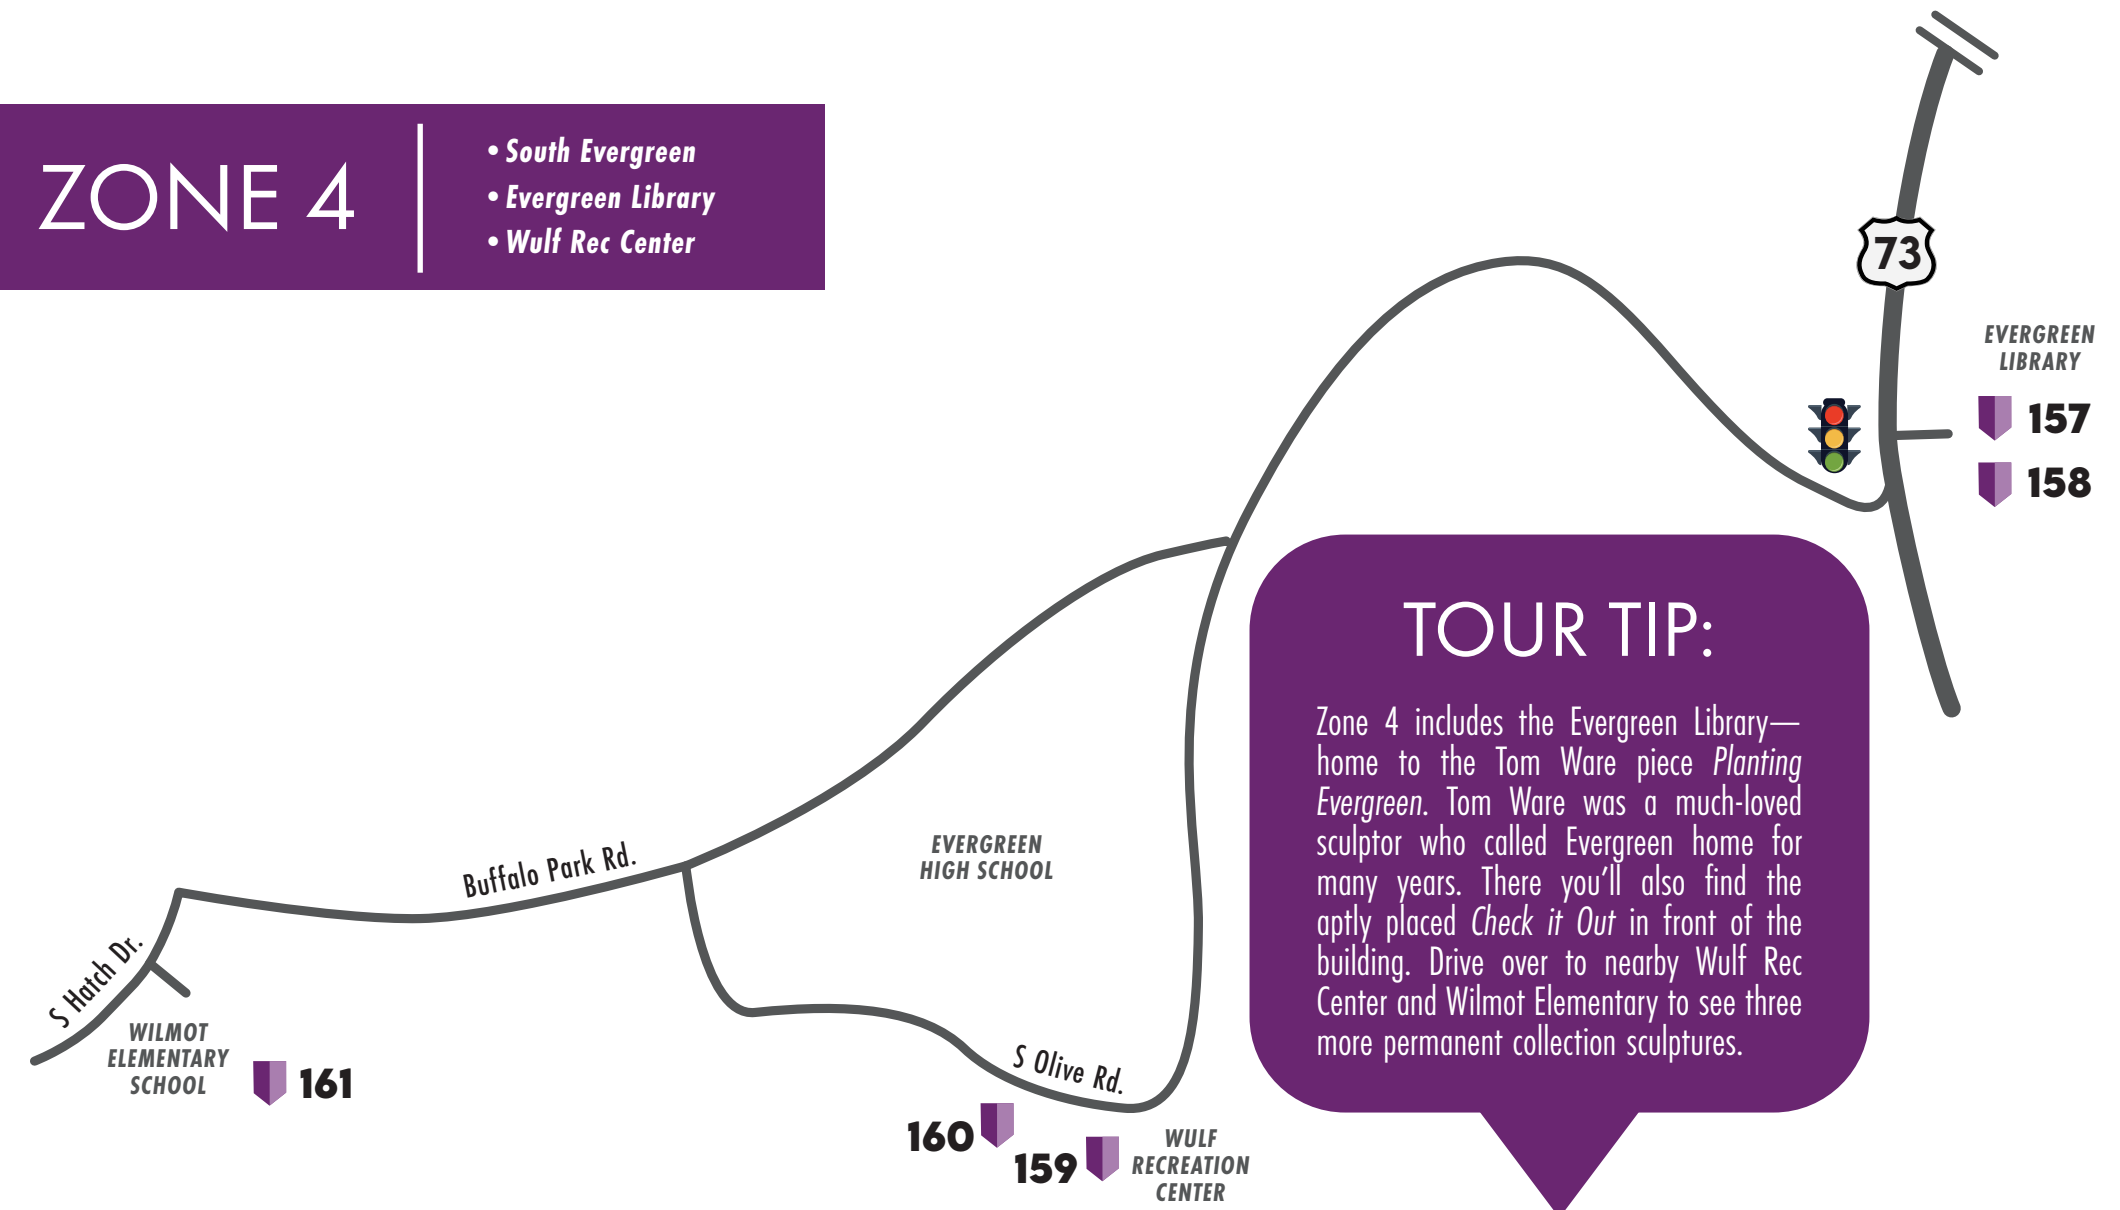 ZONE 4
• South Evergreen
• Evergreen Library
• Wulf Rec Center
73
EVERGREEN
LIBRARY
157
158
TOUR TIP:
Zone 4 includes the Evergreen Library—
home to the Tom Ware piece Planting
Evergreen. Tom Ware was a much-loved
sculptor who called Evergreen home for
many years. There you'll also find the
aptly placed Check it Out in front of the
building. Drive over to nearby Wulf Rec
Center and Wilmot Elementary to see three
more permanent collection sculptures.
EVERGREEN
HIGH SCHOOL
Buffalo Park Rd.
S Hatch Dr.
WILMOT
ELEMENTARY
SCHOOL
161
S Olive Rd.
160
159
WULF
RECREATION
CENTER